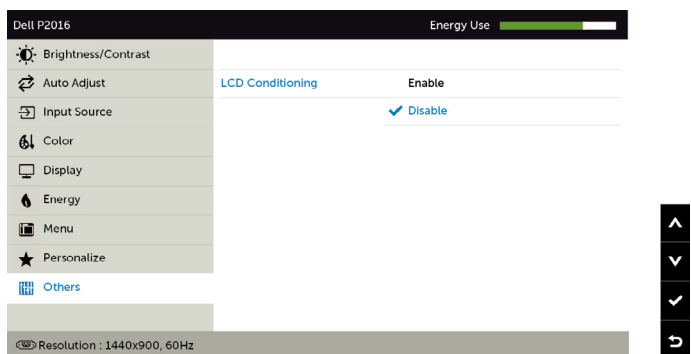 Dell P2016
Energy Use
Brightness/Contrast
Auto Adjust
LCD Conditioning
Enable
Input Source
Disable
Color
Display
Energy
Menu
Personalize
Others
Resolution : 1440x900, 60Hz